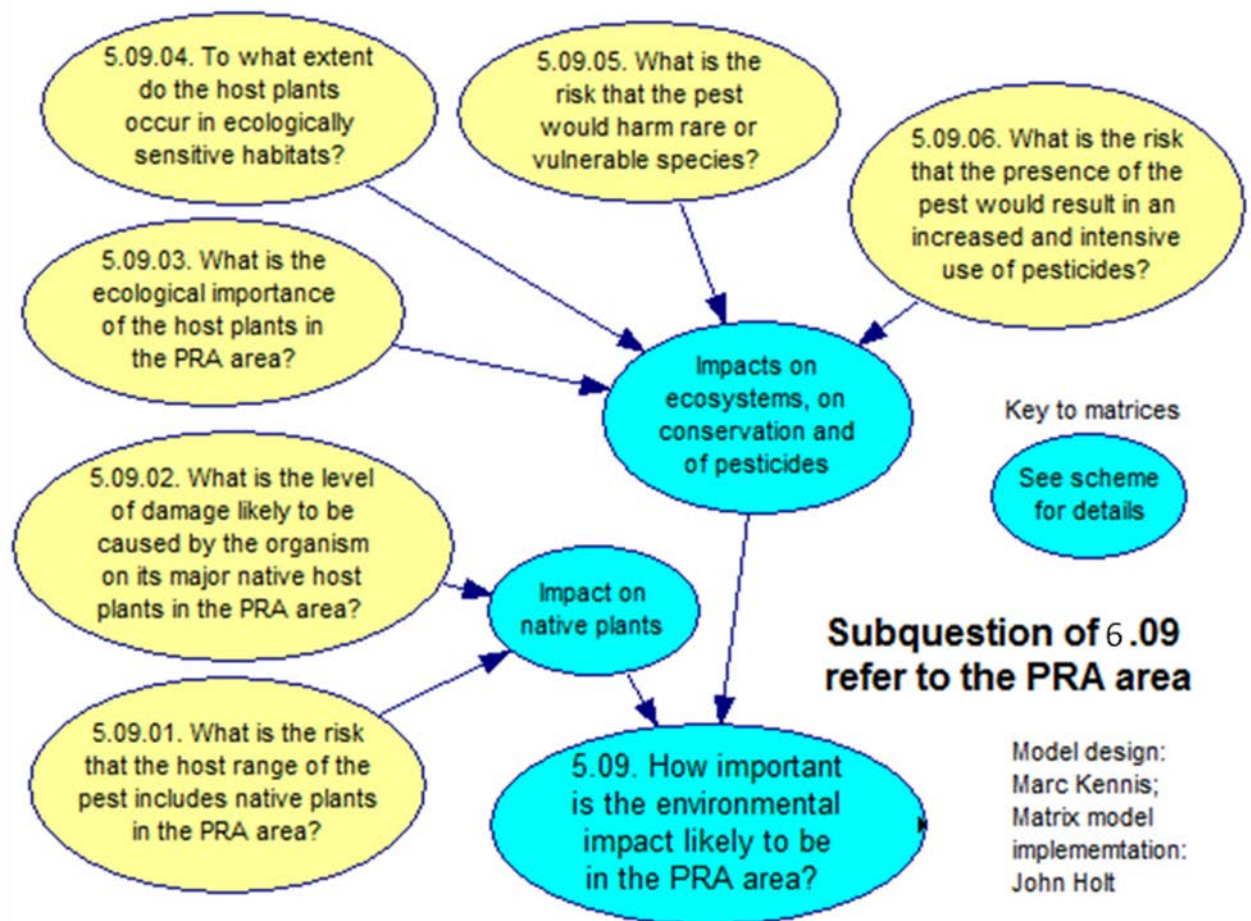 5.09.04. To what extent
do the host plants
occur in ecologically
sensitive habitats?
5.09.05. What is the
risk that the pest
would harm rare or
vulnerable species?
5.09.06. What is the risk
that the presence of the
pest would result in an
increased and intensive
use of pesticides?
5.09.03. What is the
ecological importance
of the host plants in
the PRA area?
Impacts on
ecosystems, on
conservation and
of pesticides
Key to matrices
See scheme
for details
5.09.02. What is the level
of damage likely to be
caused by the organism
on its major native host
plants in the PRA area?
Impact on
native plants
Subquestion of 6.09
refer to the PRA area
5.09.01. What is the risk
that the host range of the
pest includes native plants
in the PRA area?
5.09. How important
is the environmental
impact likely to be
in the PRA area?
Model design:
Marc Kennis;
Matrix model
implememtation:
John Holt